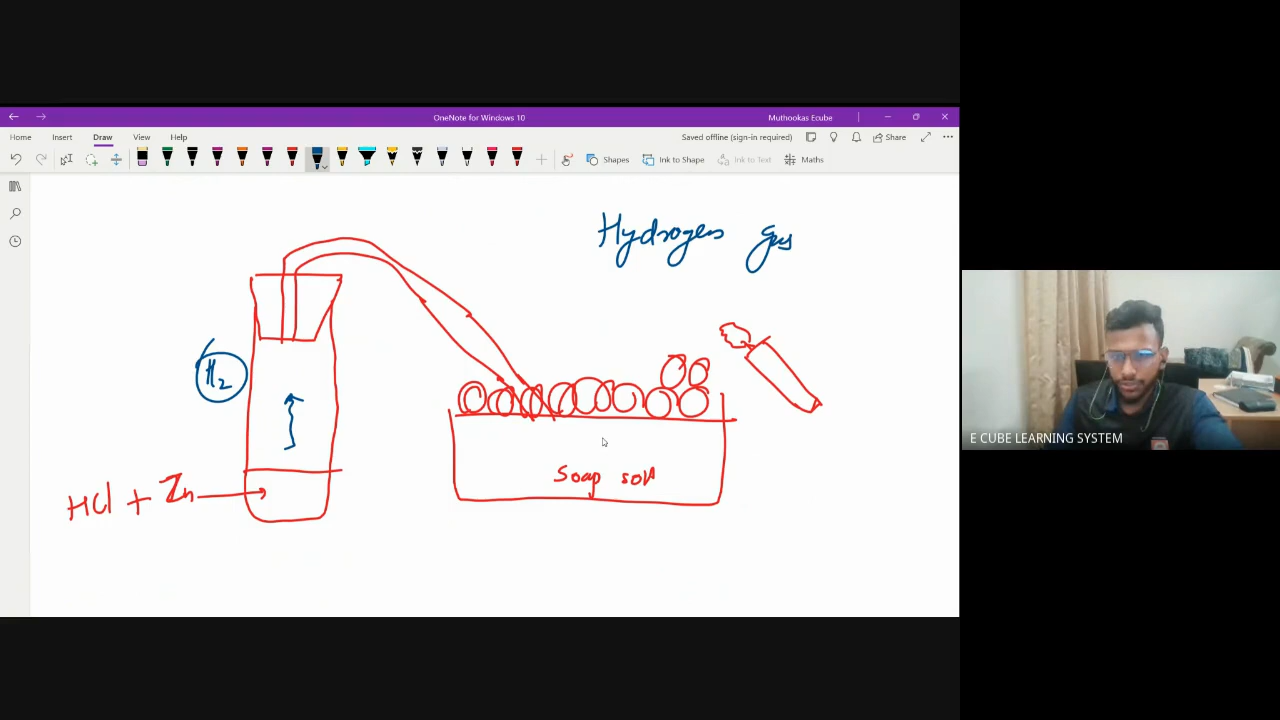 OneNote for Windows 10
Muthookas Ecube
Home Insert Draw View Help
Saved offline (sign-in required)
Share
Shapes
Ink to Shape
Ink to Text
Maths
Hydrogen gas
H2
HCl + Zn
Soap sol
E CUBE LEARNING SYSTEM